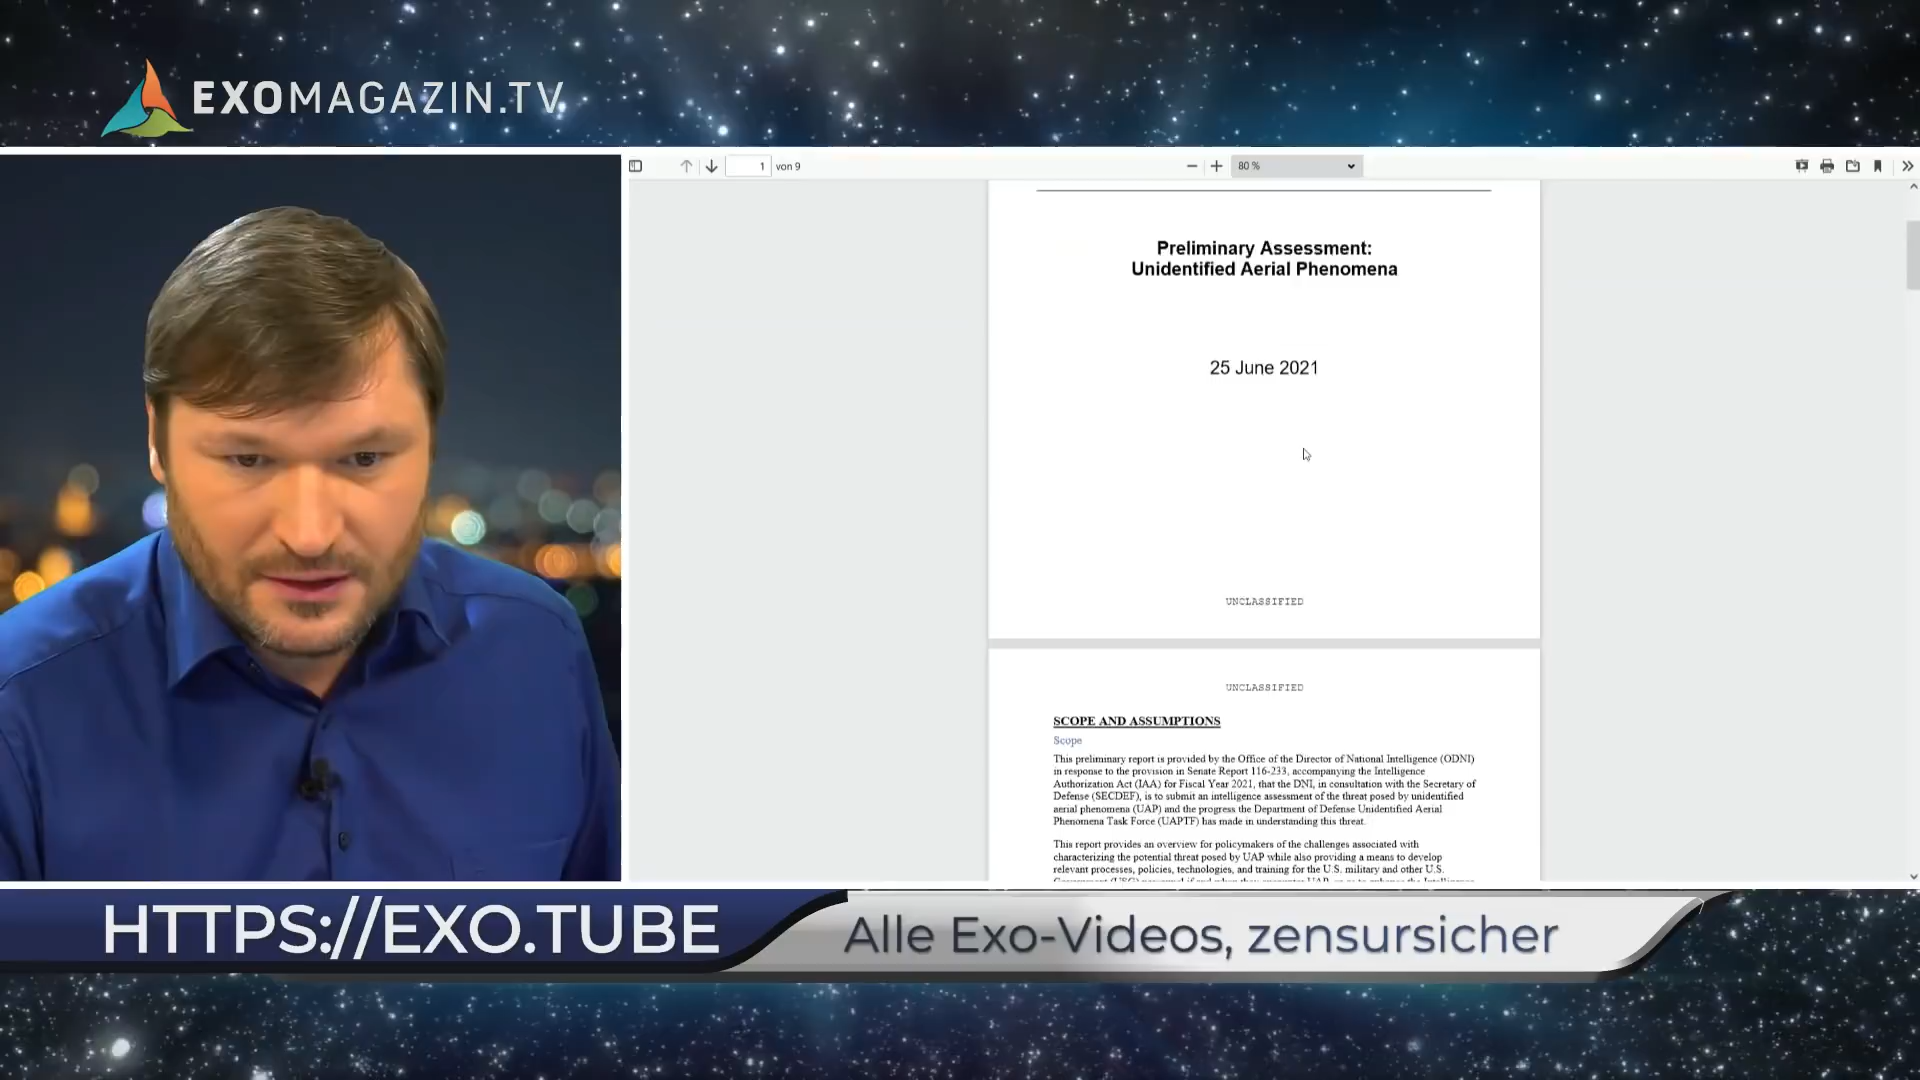 EXOMAGAZIN.TV
1 von 9
80 %
Preliminary Assessment:
Unidentified Aerial Phenomena
25 June 2021
UNCLASSIFIED
UNCLASSIFIED
SCOPE AND ASSUMPTIONS
Scope
This preliminary report is provided by the Office of the Director of National Intelligence (ODNI)
in response to the provision in Senate Report 116-233, accompanying the Intelligence
Authorization Act (IAA) for Fiscal Year 2021, that the DNI, in consultation with the Secretary of
Defense (SECDEF), is to submit an intelligence assessment of the threat posed by unidentified
aerial phenomena (UAP) and the progress the Department of Defense Unidentified Aerial
Phenomena Task Force (UAPTF) has made in understanding this threat.
This report provides an overview for policymakers of the challenges associated with
characterizing the potential threat posed by UAP while also providing a means to develop
relevant processes, policies, technologies, and training for the U.S. military and other U.S.
HTTPS://EXO.TUBE
Alle Exo-Videos, zensursicher